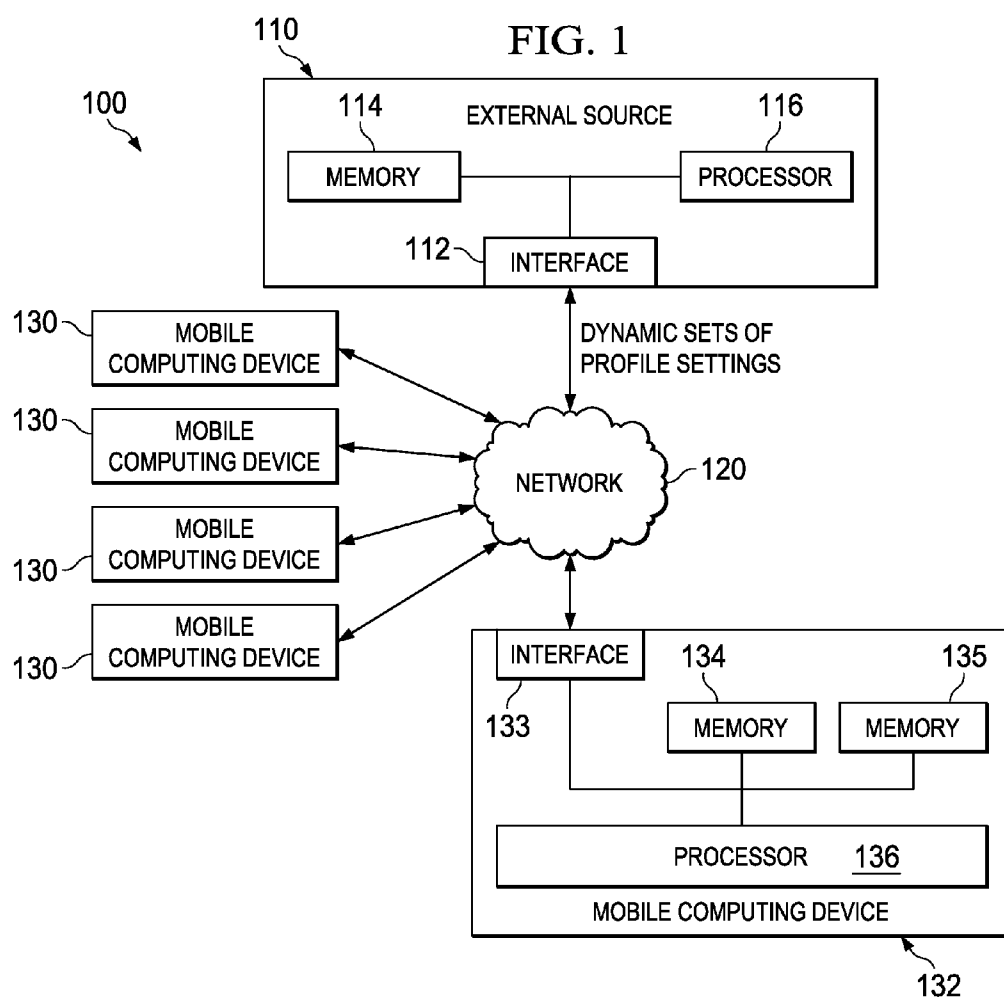 FIG. 1
110
100
EXTERNAL SOURCE
114
116
MEMORY
PROCESSOR
112
INTERFACE
DYNAMIC SETS OF
PROFILE SETTINGS
130
MOBILE
COMPUTING DEVICE
130
MOBILE
COMPUTING DEVICE
130
MOBILE
COMPUTING DEVICE
130
MOBILE
COMPUTING DEVICE
NETWORK
120
INTERFACE
133
134
135
MEMORY
MEMORY
PROCESSOR 136
MOBILE COMPUTING DEVICE
132